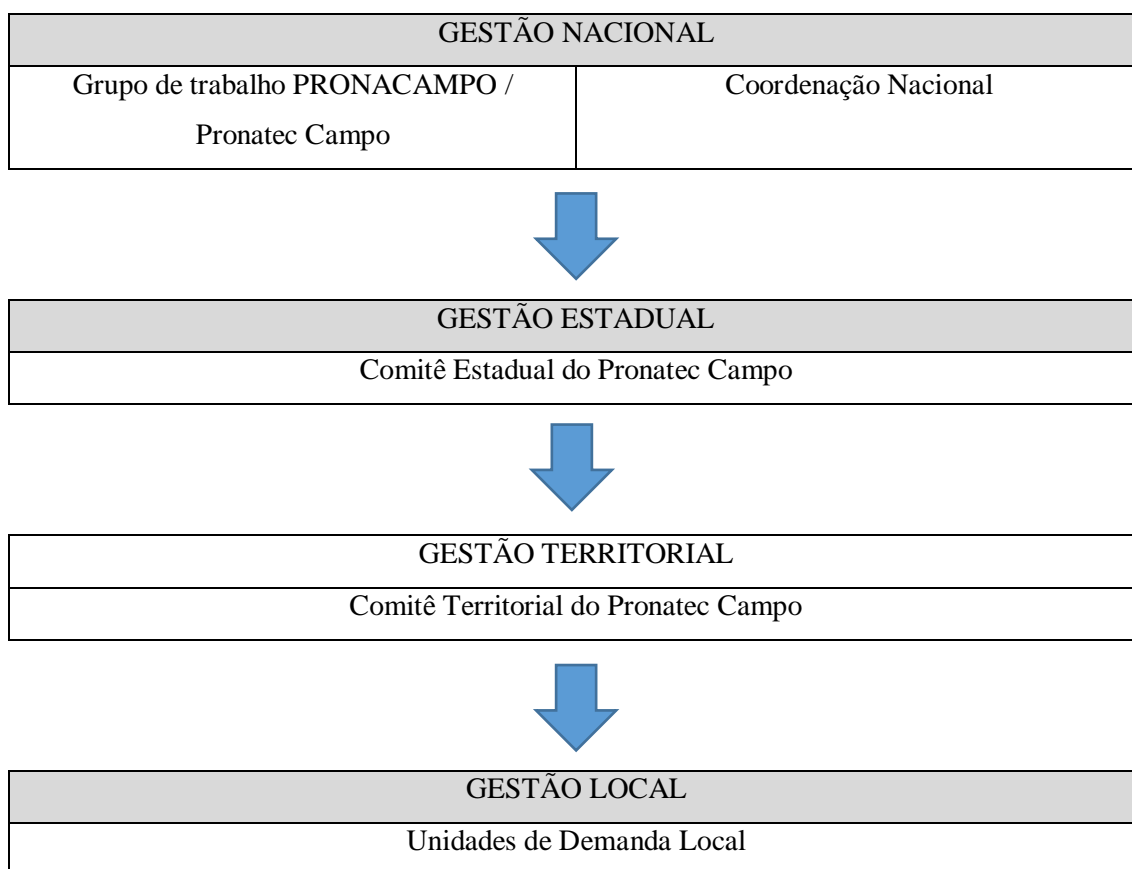 GESTÃO NACIONAL
Grupo de trabalho PRONACAMPO /
Pronatec Campo
Coordenação Nacional
GESTÃO ESTADUAL
Comitê Estadual do Pronatec Campo
GESTÃO TERRITORIAL
Comitê Territorial do Pronatec Campo
GESTÃO LOCAL
Unidades de Demanda Local